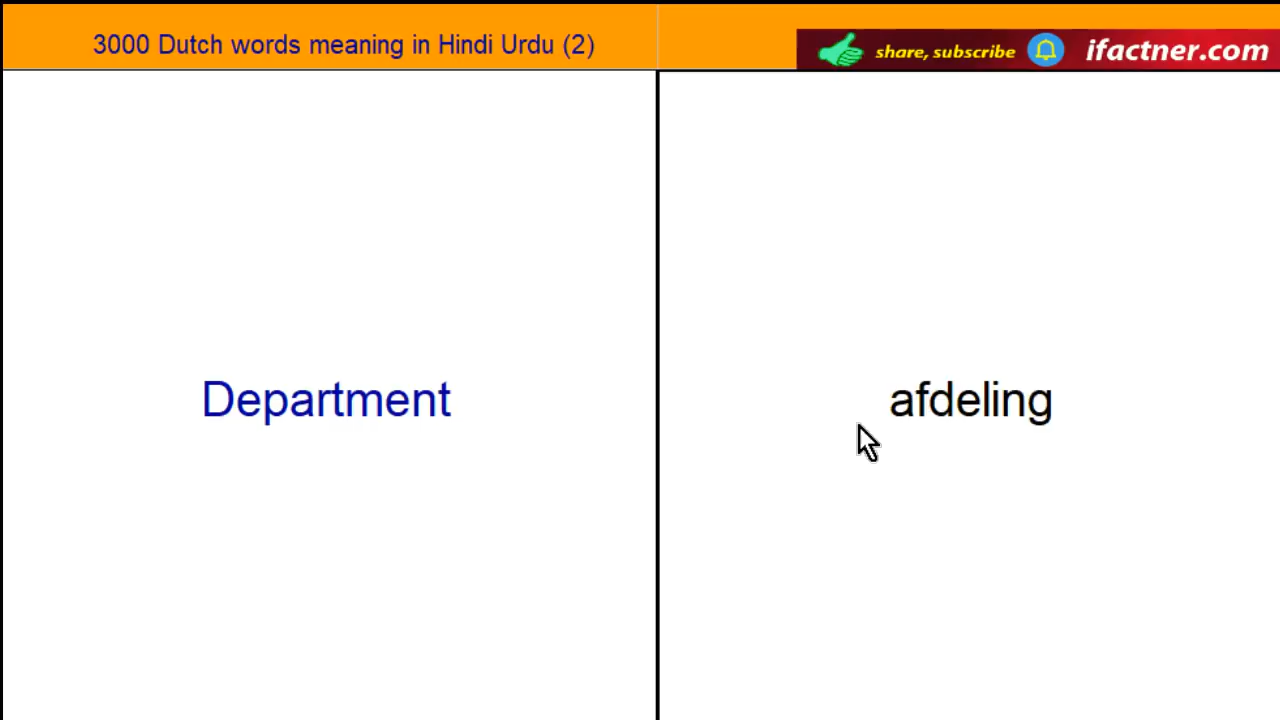 3000 Dutch words meaning in Hindi Urdu (2)
share, subscribe
ifactner.com
Department
afdeling